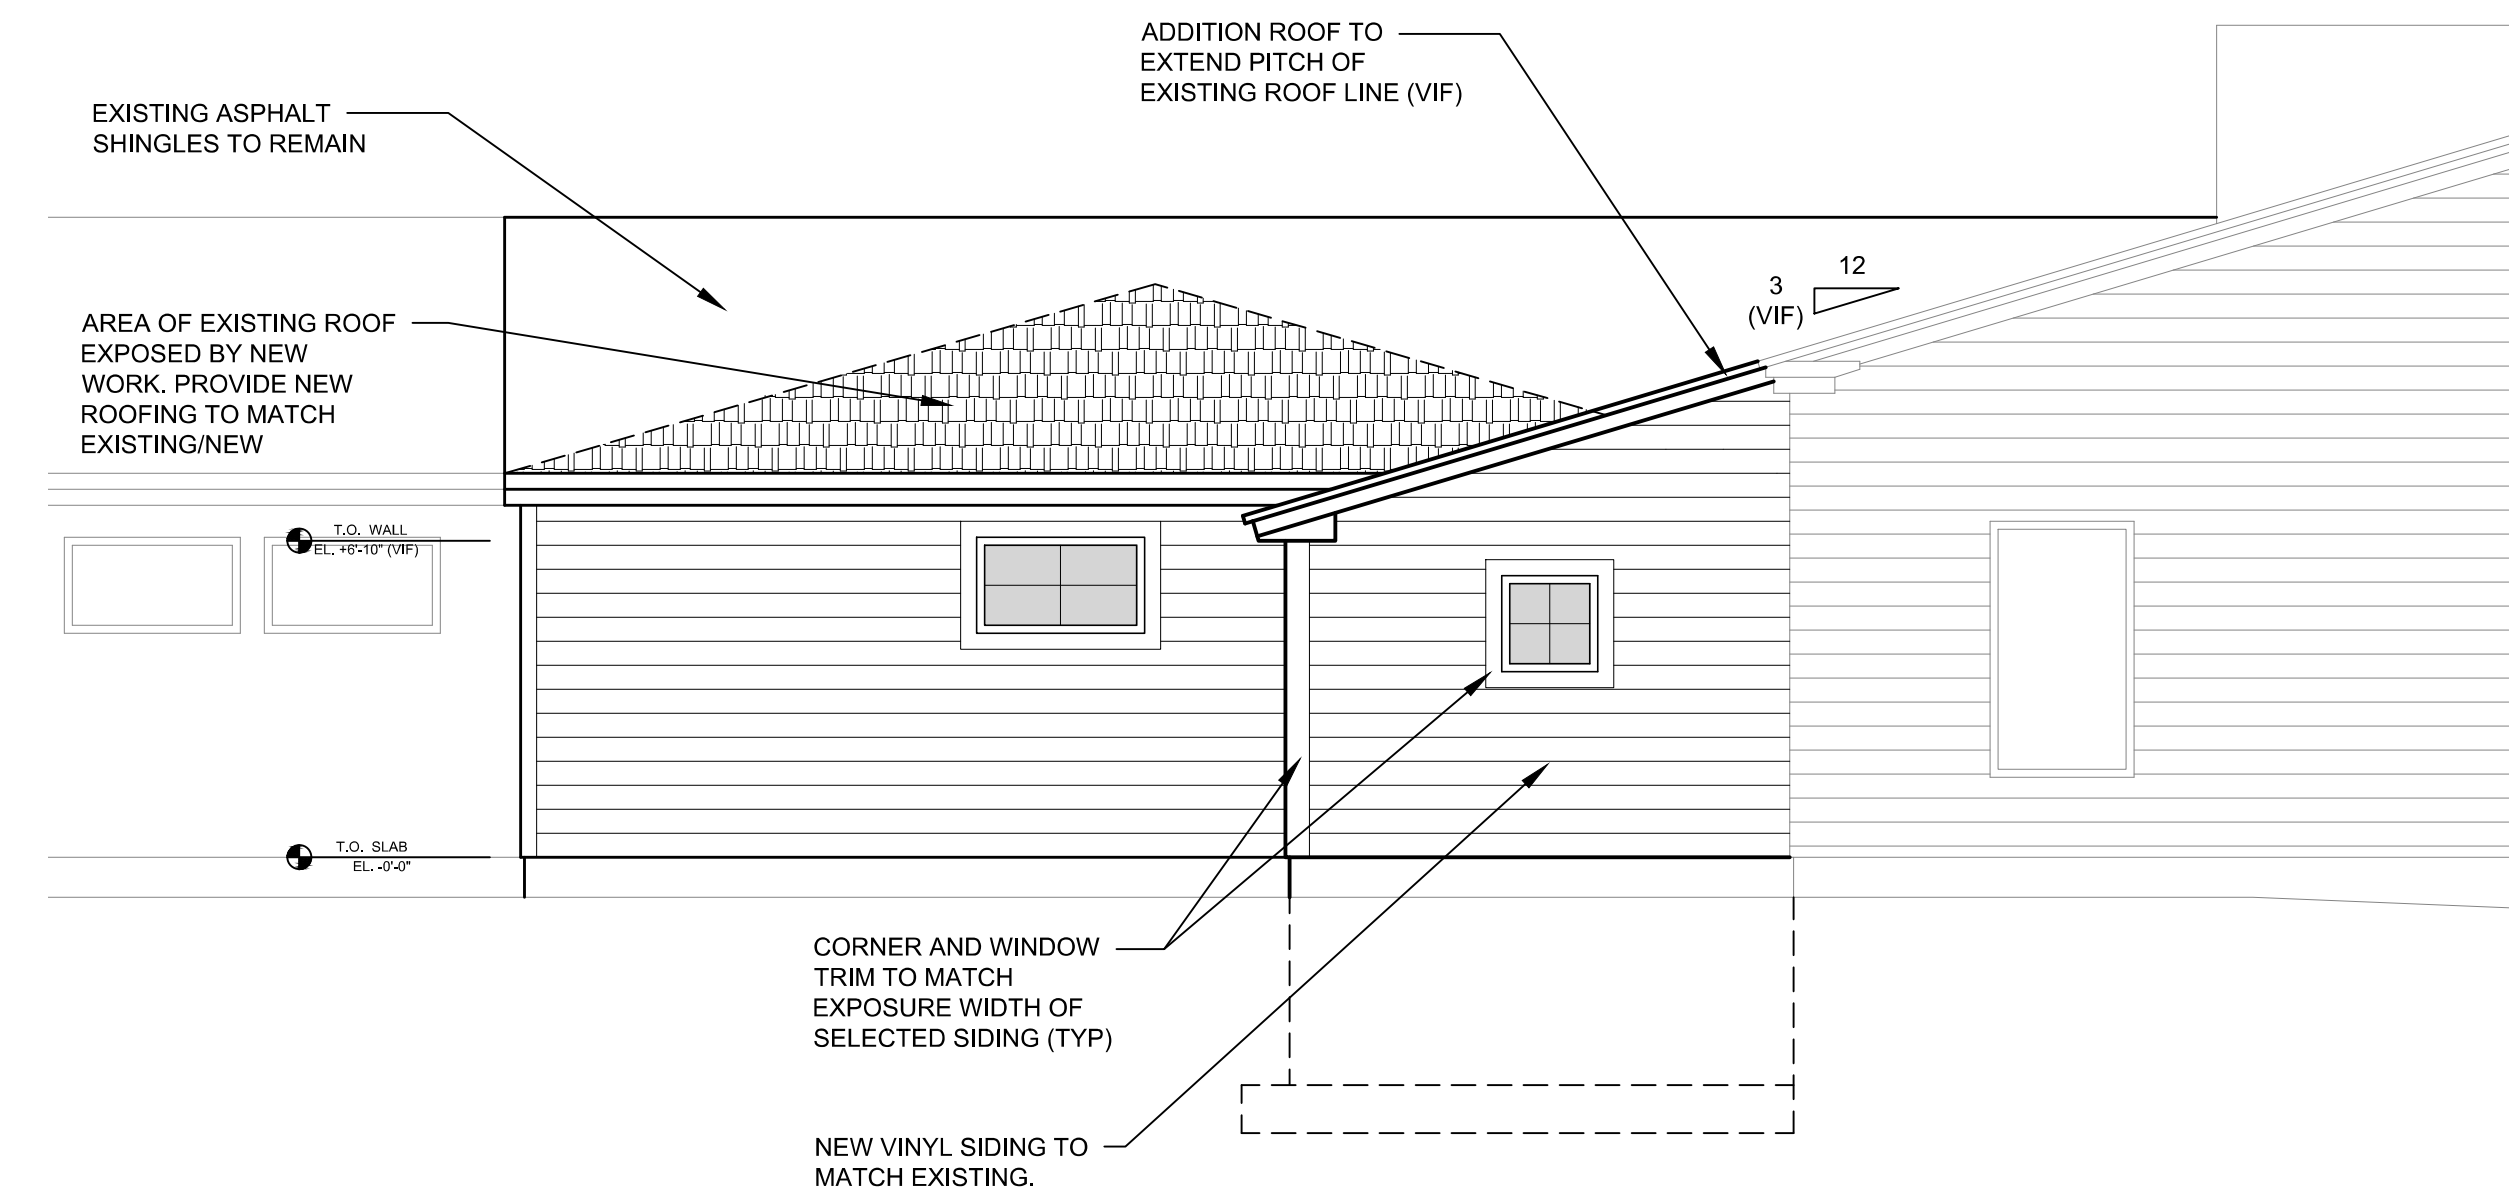 ADDITION ROOF TO
EXTEND PITCH OF
EXISTING ROOF LINE (VIF)
EXISTING ASPHALT
SHINGLES TO REMAIN
12
3
(VIF)
AREA OF EXISTING ROOF
EXPOSED BY NEW
WORK. PROVIDE NEW
ROOFING TO MATCH
EXISTING/NEW
T.O. WALL
EL. +6'-10" (VIF)
T.O. SLAB
EL. -0'-0"
CORNER AND WINDOW
TRIM TO MATCH
EXPOSURE WIDTH OF
SELECTED SIDING (TYP)
NEW VINYL SIDING TO
MATCH EXISTING.